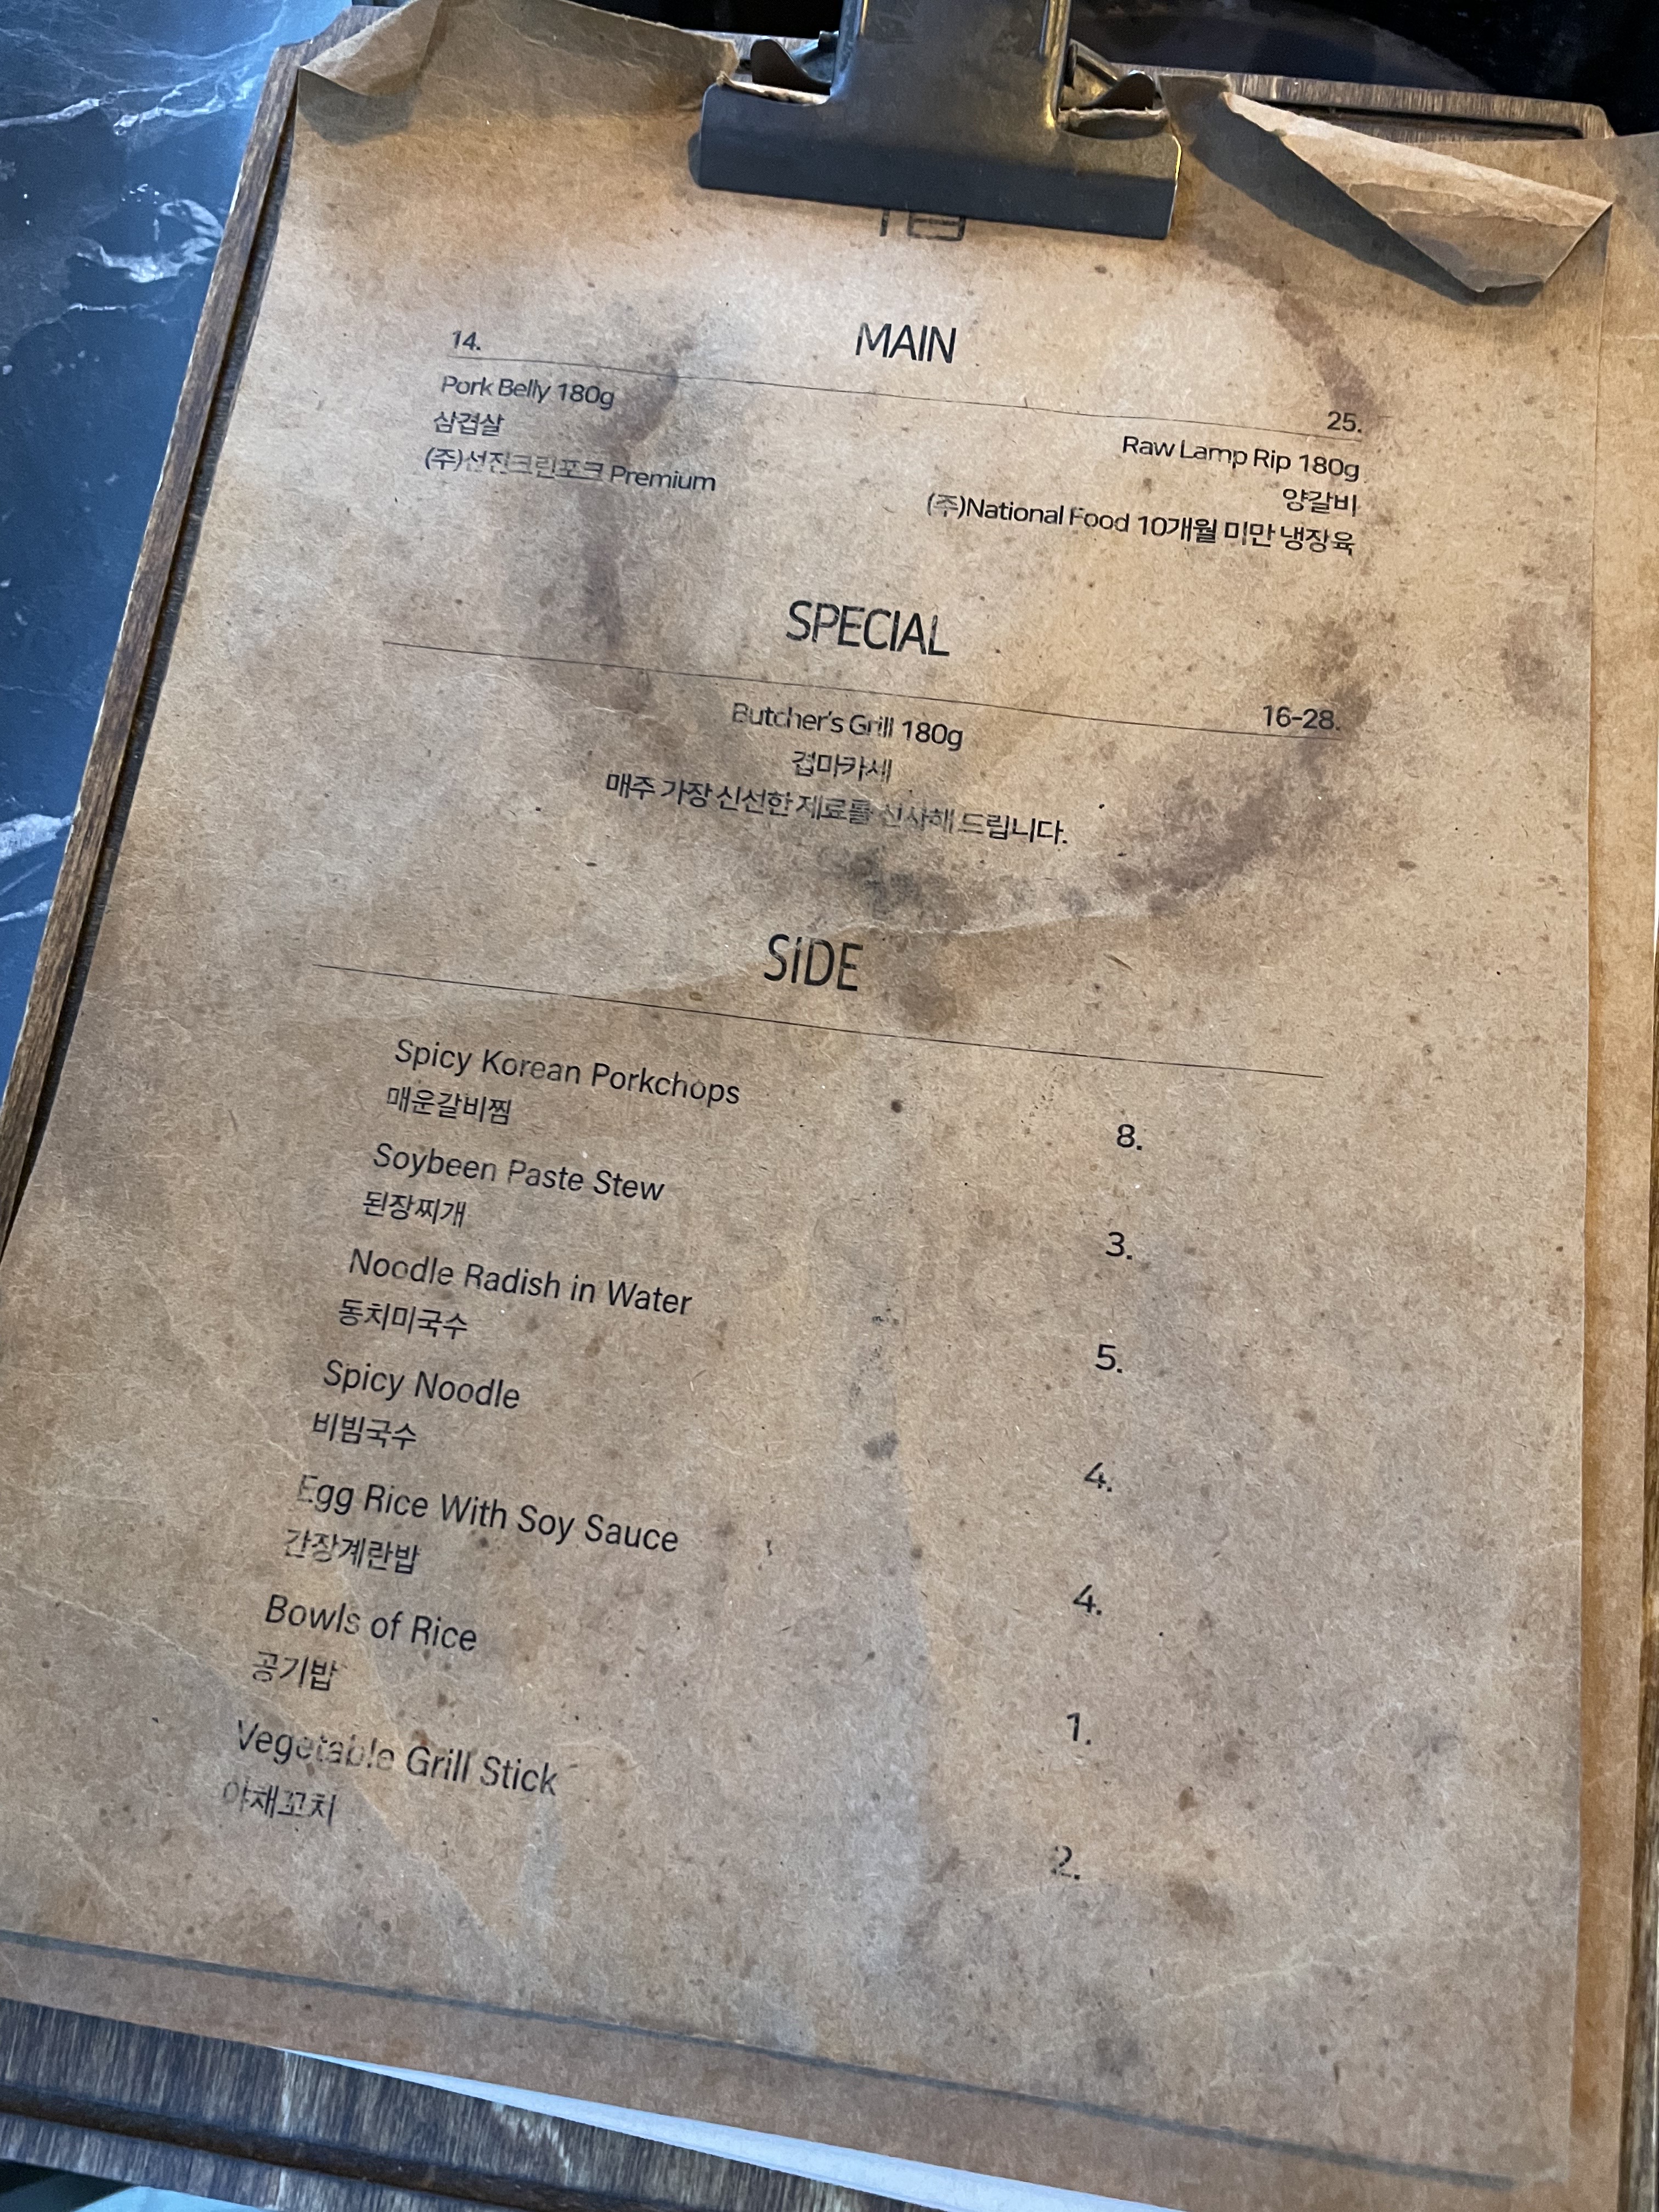 MAIN
14.
Pork Belly 180g
삼겹살
(주)선진크린포크 Premium
25.
Raw Lamp Rip 180g
양갈비
(주)National Food 10개월 미만 냉장육
SPECIAL
16-28.
Butcher's Grill 180g
겁마카세
매주 가장 신선한 제료를 선사해 드립니다.
SiDE
Spicy Korean Porkchops
매운갈비찜
8.
Soybeen Paste Stew
된장찌개
3.
Noodle Radish in Water
동치미국수
5.
Spicy Noodle
비빔국수
4.
Egg Rice With Soy Sauce
간장계란밥
4.
Bowls of Rice
공기밥
1.
Vegetable Grill Stick
야채꼬치
2.